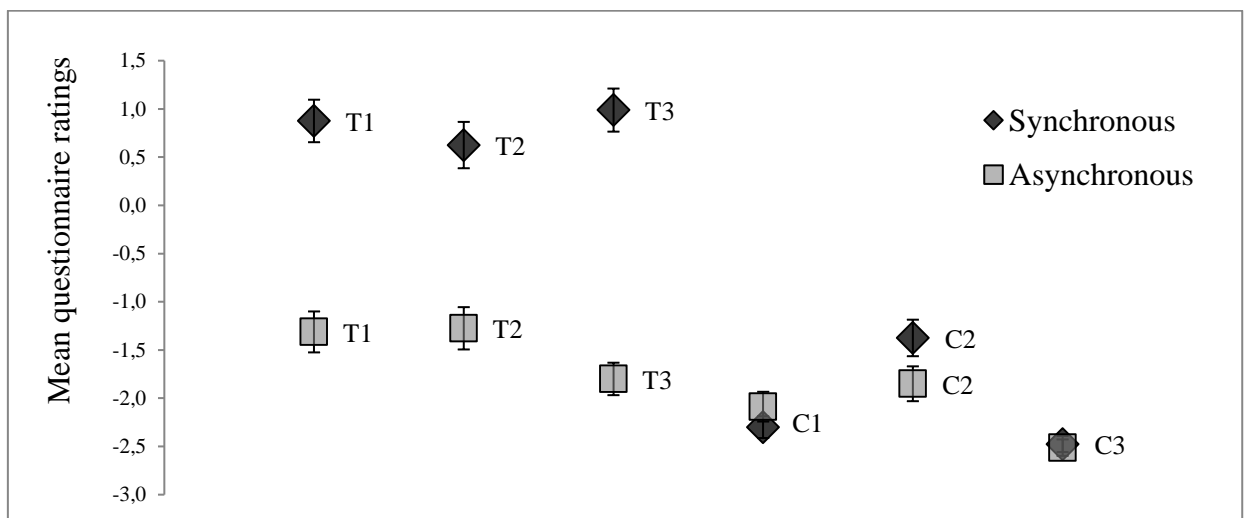 Mean questionnaire ratings
1,5
1,0
0,5
0,0
-0,5
-1,0
-1,5
-2,0
-2,5
-3,0
T1
T2
T3
T1
T2
T3
C1
C2
C2
C3
Synchronous
Asynchronous